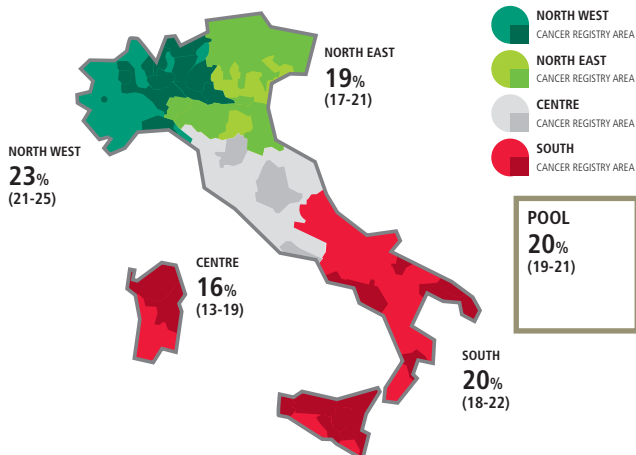 NORTH WEST
CANCER REGISTRY AREA
NORTH EAST
CANCER REGISTRY AREA
CENTRE
CANCER REGISTRY AREA
SOUTH
CANCER REGISTRY AREA
NORTH EAST
19%
(17-21)
NORTH WEST
23%
(21-25)
POOL
20%
(19-21)
CENTRE
16%
(13-19)
SOUTH
20%
(18-22)